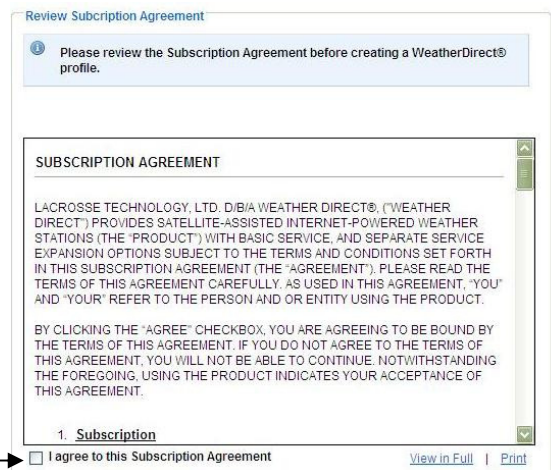 Review Subcription Agreement
Please review the Subscription Agreement before creating a WeatherDirect®
profile.
SUBSCRIPTION AGREEMENT
LACROSSE TECHNOLOGY, LTD. D/B/A WEATHER DIRECT®, ("WEATHER
DIRECT") PROVIDES SATELLITE-ASSISTED INTERNET-POWERED WEATHER
STATIONS (THE "PRODUCT") WITH BASIC SERVICE, AND SEPARATE SERVICE
EXPANSION OPTIONS SUBJECT TO THE TERMS AND CONDITIONS SET FORTH
IN THIS SUBSCRIPTION AGREEMENT (THE "AGREEMENT"). PLEASE READ THE
TERMS OF THIS AGREEMENT CAREFULLY. AS USED IN THIS AGREEMENT, "YOU"
AND "YOUR" REFER TO THE PERSON AND OR ENTITY USING THE PRODUCT.
BY CLICKING THE "AGREE" CHECKBOX, YOU ARE AGREEING TO BE BOUND BY
THE TERMS OF THIS AGREEMENT. IF YOU DO NOT AGREE TO THE TERMS OF
THIS AGREEMENT, YOU WILL NOT BE ABLE TO CONTINUE. NOTWITHSTANDING
THE FOREGOING, USING THE PRODUCT INDICATES YOUR ACCEPTANCE OF
THIS AGREEMENT.
1. Subscription
I agree to this Subscription Agreement
View in Full | Print